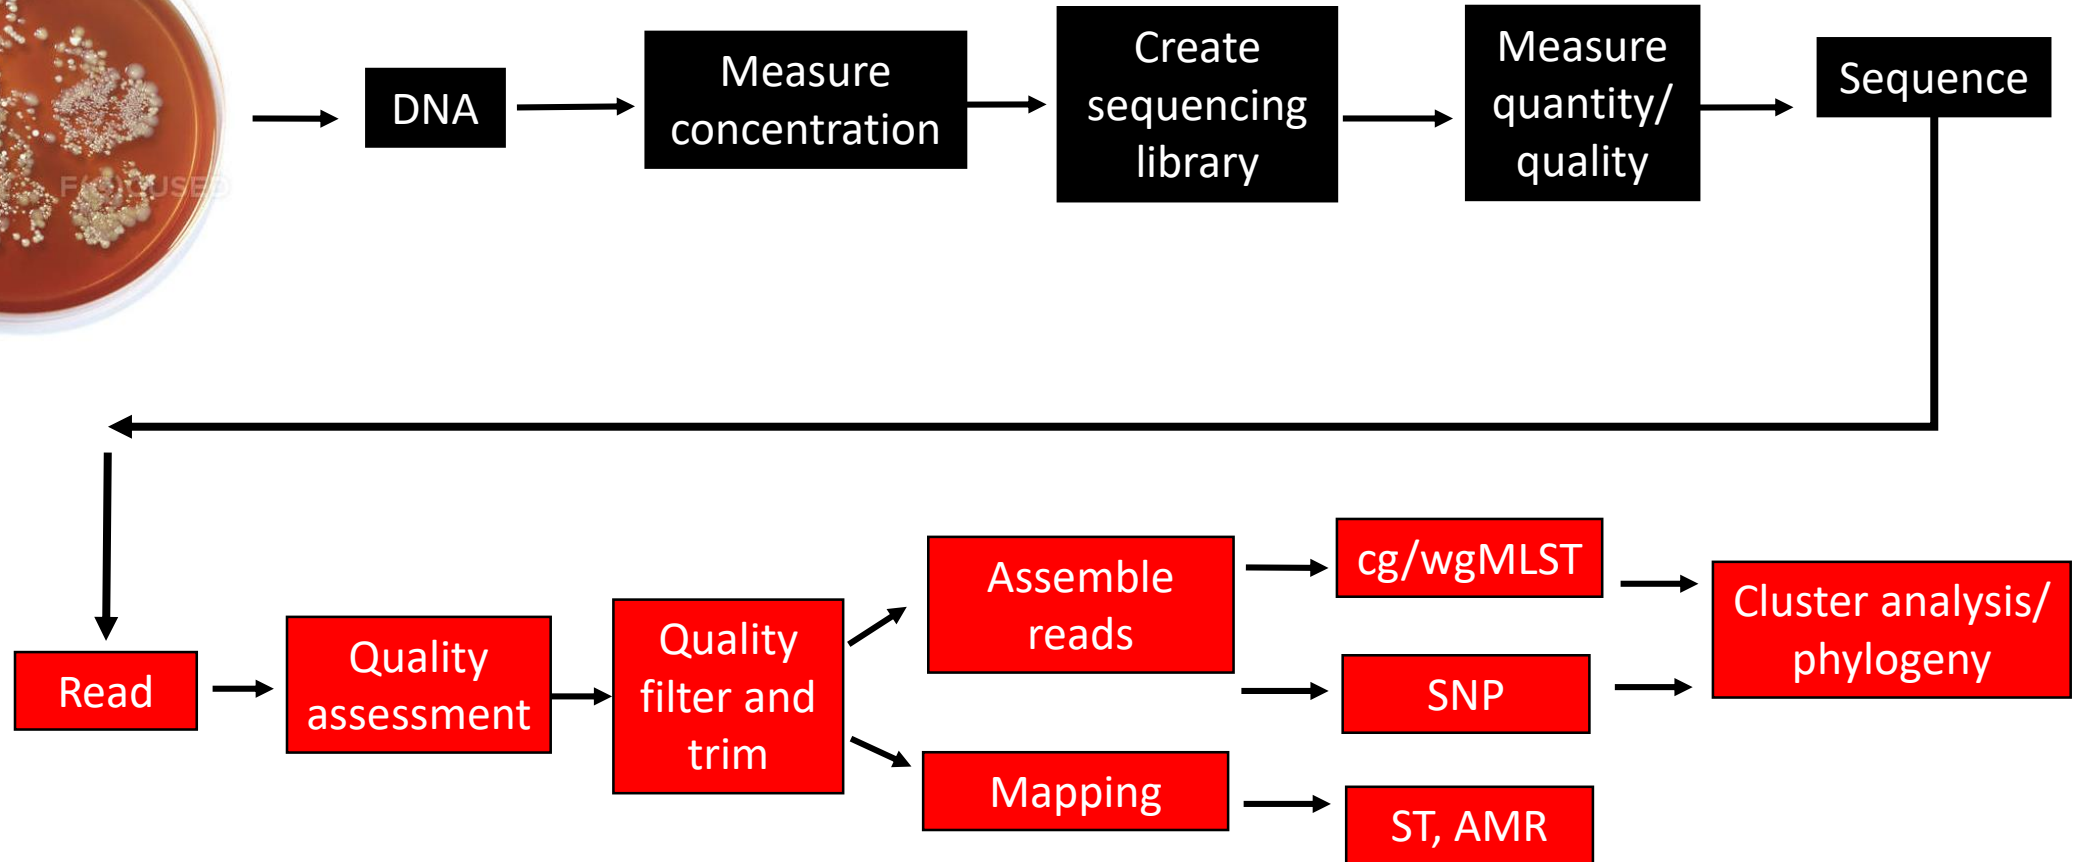 DNA
Measure
concentration
Create
sequencing
library
Measure
quantity/
quality
Sequence
F(O)CUSED
Read
Quality
assessment
Quality
filter and
trim
Assemble
reads
Mapping
cg/wgMLST
SNP
ST, AMR
Cluster analysis/
phylogeny